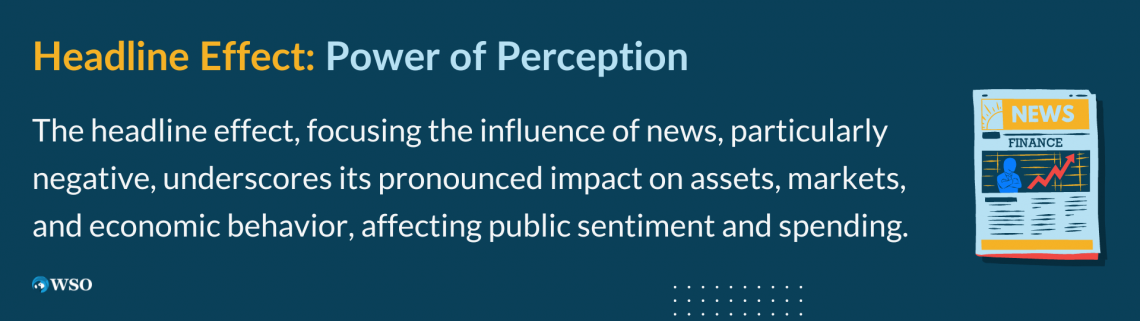 Headline Effect: Power of Perception
The headline effect, focusing the influence of news, particularly
negative, underscores its pronounced impact on assets, markets,
and economic behavior, affecting public sentiment and spending.
NEWS
FINANCE
WSO